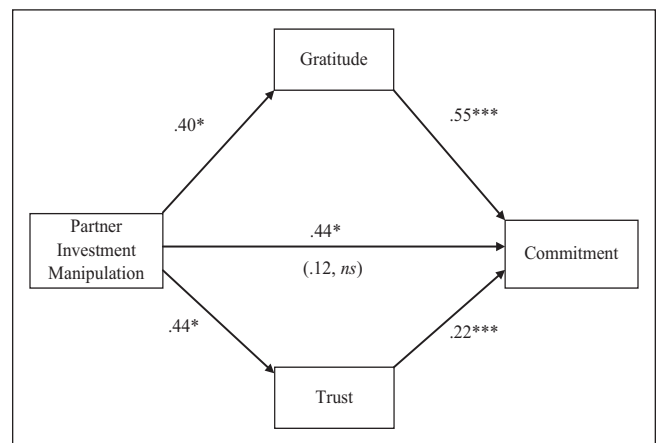 Gratitude
.40*
.55***
Partner
Investment
Manipulation
.44*
(.12, ns)
Commitment
.44*
.22***
Trust